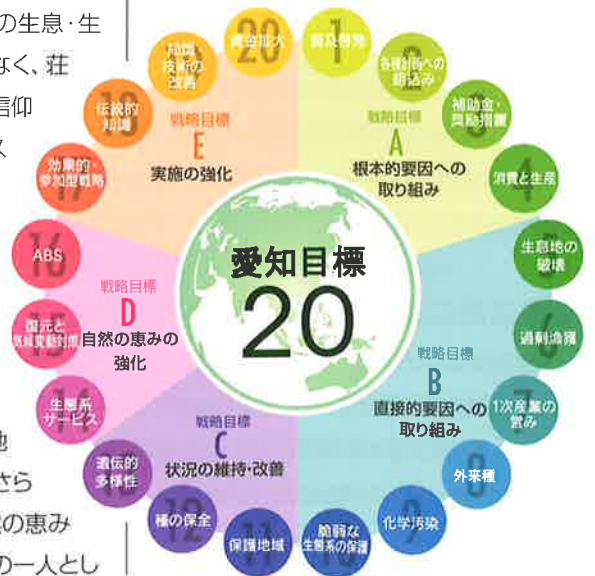 の生息・生
なく、荘
信仰
ス
地
さら
の恵み
の一人とし
愛知目標
20
戦略目標
A
根本的要因への
取り組み
戦略目標
B
直接的要因への
取り組み
戦略目標
C
状況の維持・改善
戦略目標
D
自然の恵みの
強化
戦略目標
E
実施の強化
1
普及啓発
2
各種計画への
組込み
3
補助金・
奨励措置
4
消費と生産
5
生息地の
破壊
6
過剰漁獲
7
1次産業の
営み
8
外来種
9
化学汚染
10
脆弱な
生態系の保護
11
保護地域
12
種の保全
13
遺伝的
多様性
14
生態系
サービス
15
復元と
気候変動対策
16
ABS
17
効果的・
参加型戦略
18
伝統的
知識
19
知識・
技術の
改善
20
資金拡大